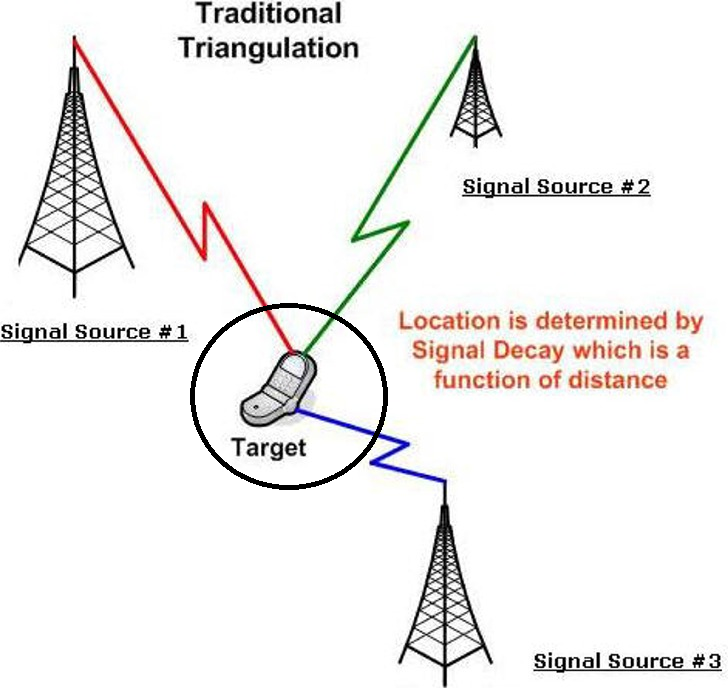 Traditional
Triangulation
Signal Source #2
Signal Source #1
Location is determined by
Signal Decay which is a
function of distance
Target
Signal Source #3